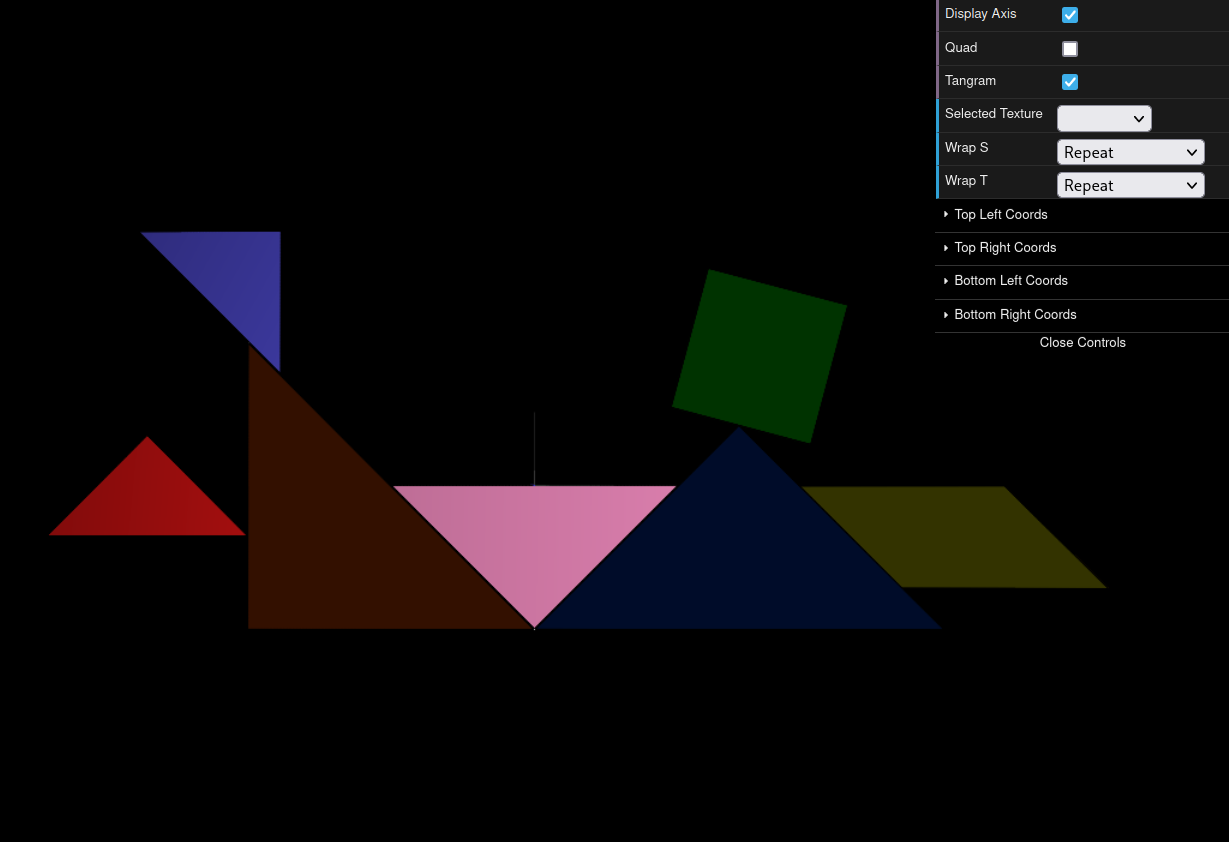 Display Axis
Quad
Tangram
Selected Texture
Wrap S Repeat
Wrap T Repeat
Top Left Coords
Top Right Coords
Bottom Left Coords
Bottom Right Coords
Close Controls